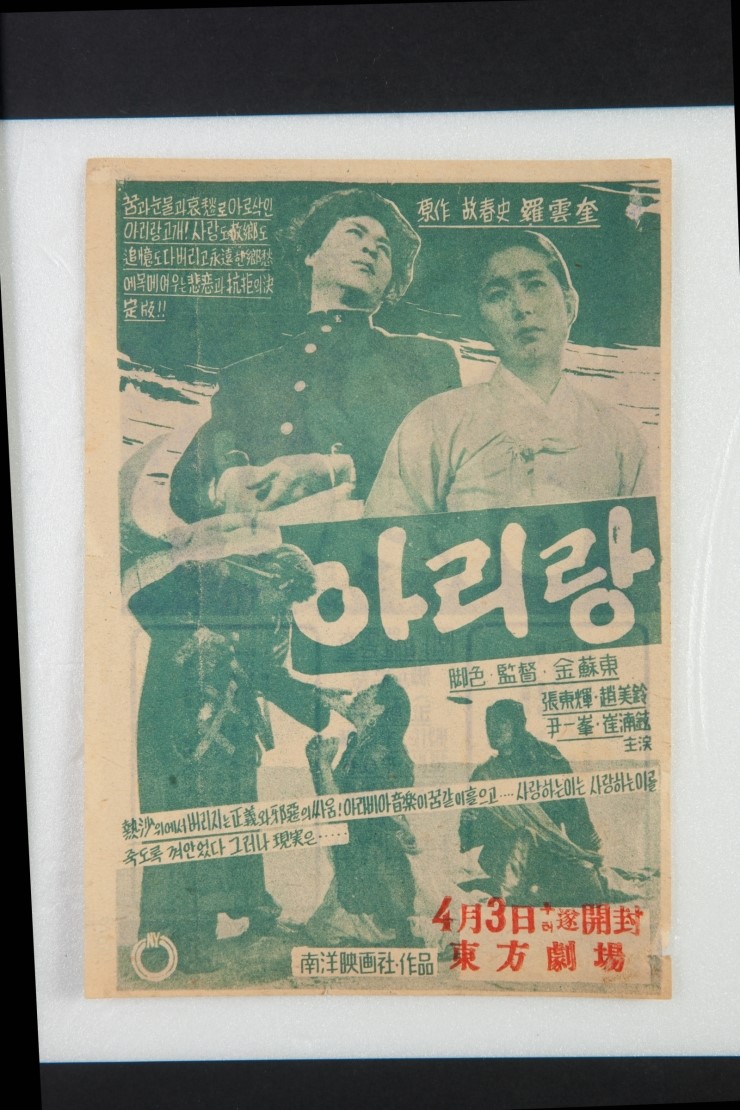 꿈과눈물과哀愁로아로삭인
아리랑고개! 사랑도故鄕도
追憶도다버리고永遠한鄕愁
에목메어우는悲恋과抗拒의決
定版!!
原作 故春史 羅雲奎
아리랑
脚色·監督·金蘇東
張東輝·趙美鈴
尹一峯·崔湳鉉
主演
熱沙위에서버러지는正義와邪惡의싸움! 아라비아音樂이꿈같이흘으고.... 사랑하는이는 사랑하는이를
죽도록 껴안었다 그러나 現実은.....
4月3日부터 遂開封
東方劇場
南洋映画社·作品
NY